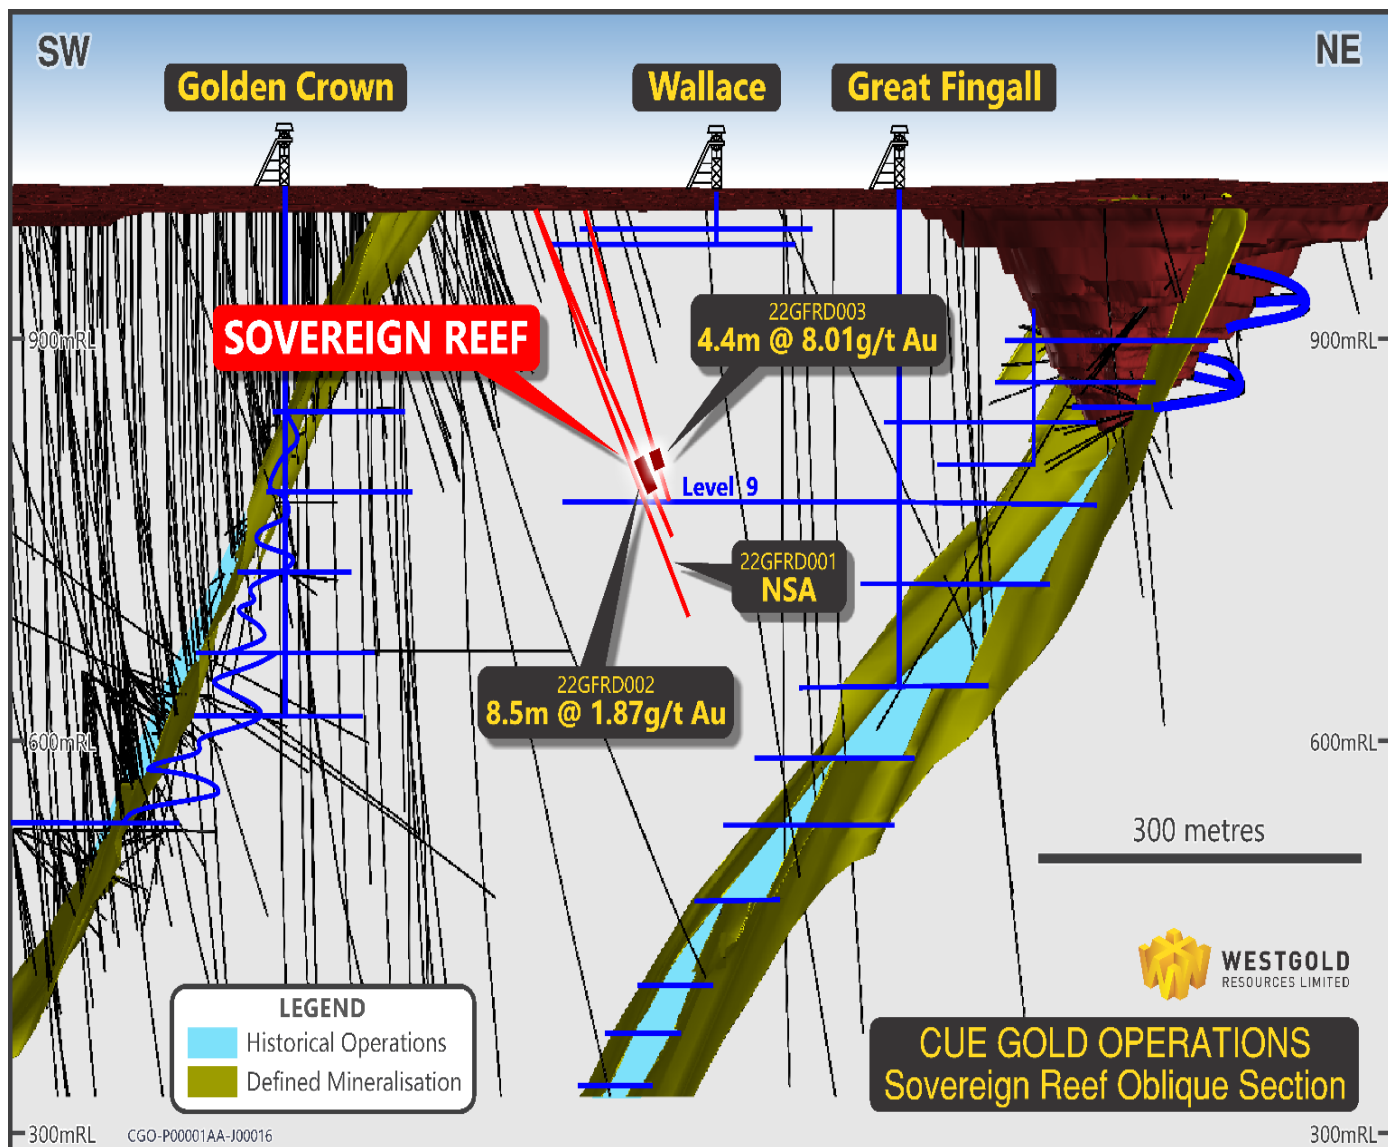 SW
NE
Golden Crown
Wallace
Great Fingall
22GFRD003
4.4m @ 8.01g/t Au
SOVEREIGN REEF
900mRL
900mRL
Level 9
22GFRD001
NSA
22GFRD002
8.5m @ 1.87g/t Au
600mRL
600mRL
300 metres
WESTGOLD
RESOURCES LIMITED
LEGEND
Historical Operations
Defined Mineralisation
CUE GOLD OPERATIONS
Sovereign Reef Oblique Section
300mRL
CGO-P00001AA-J00016
300mRL